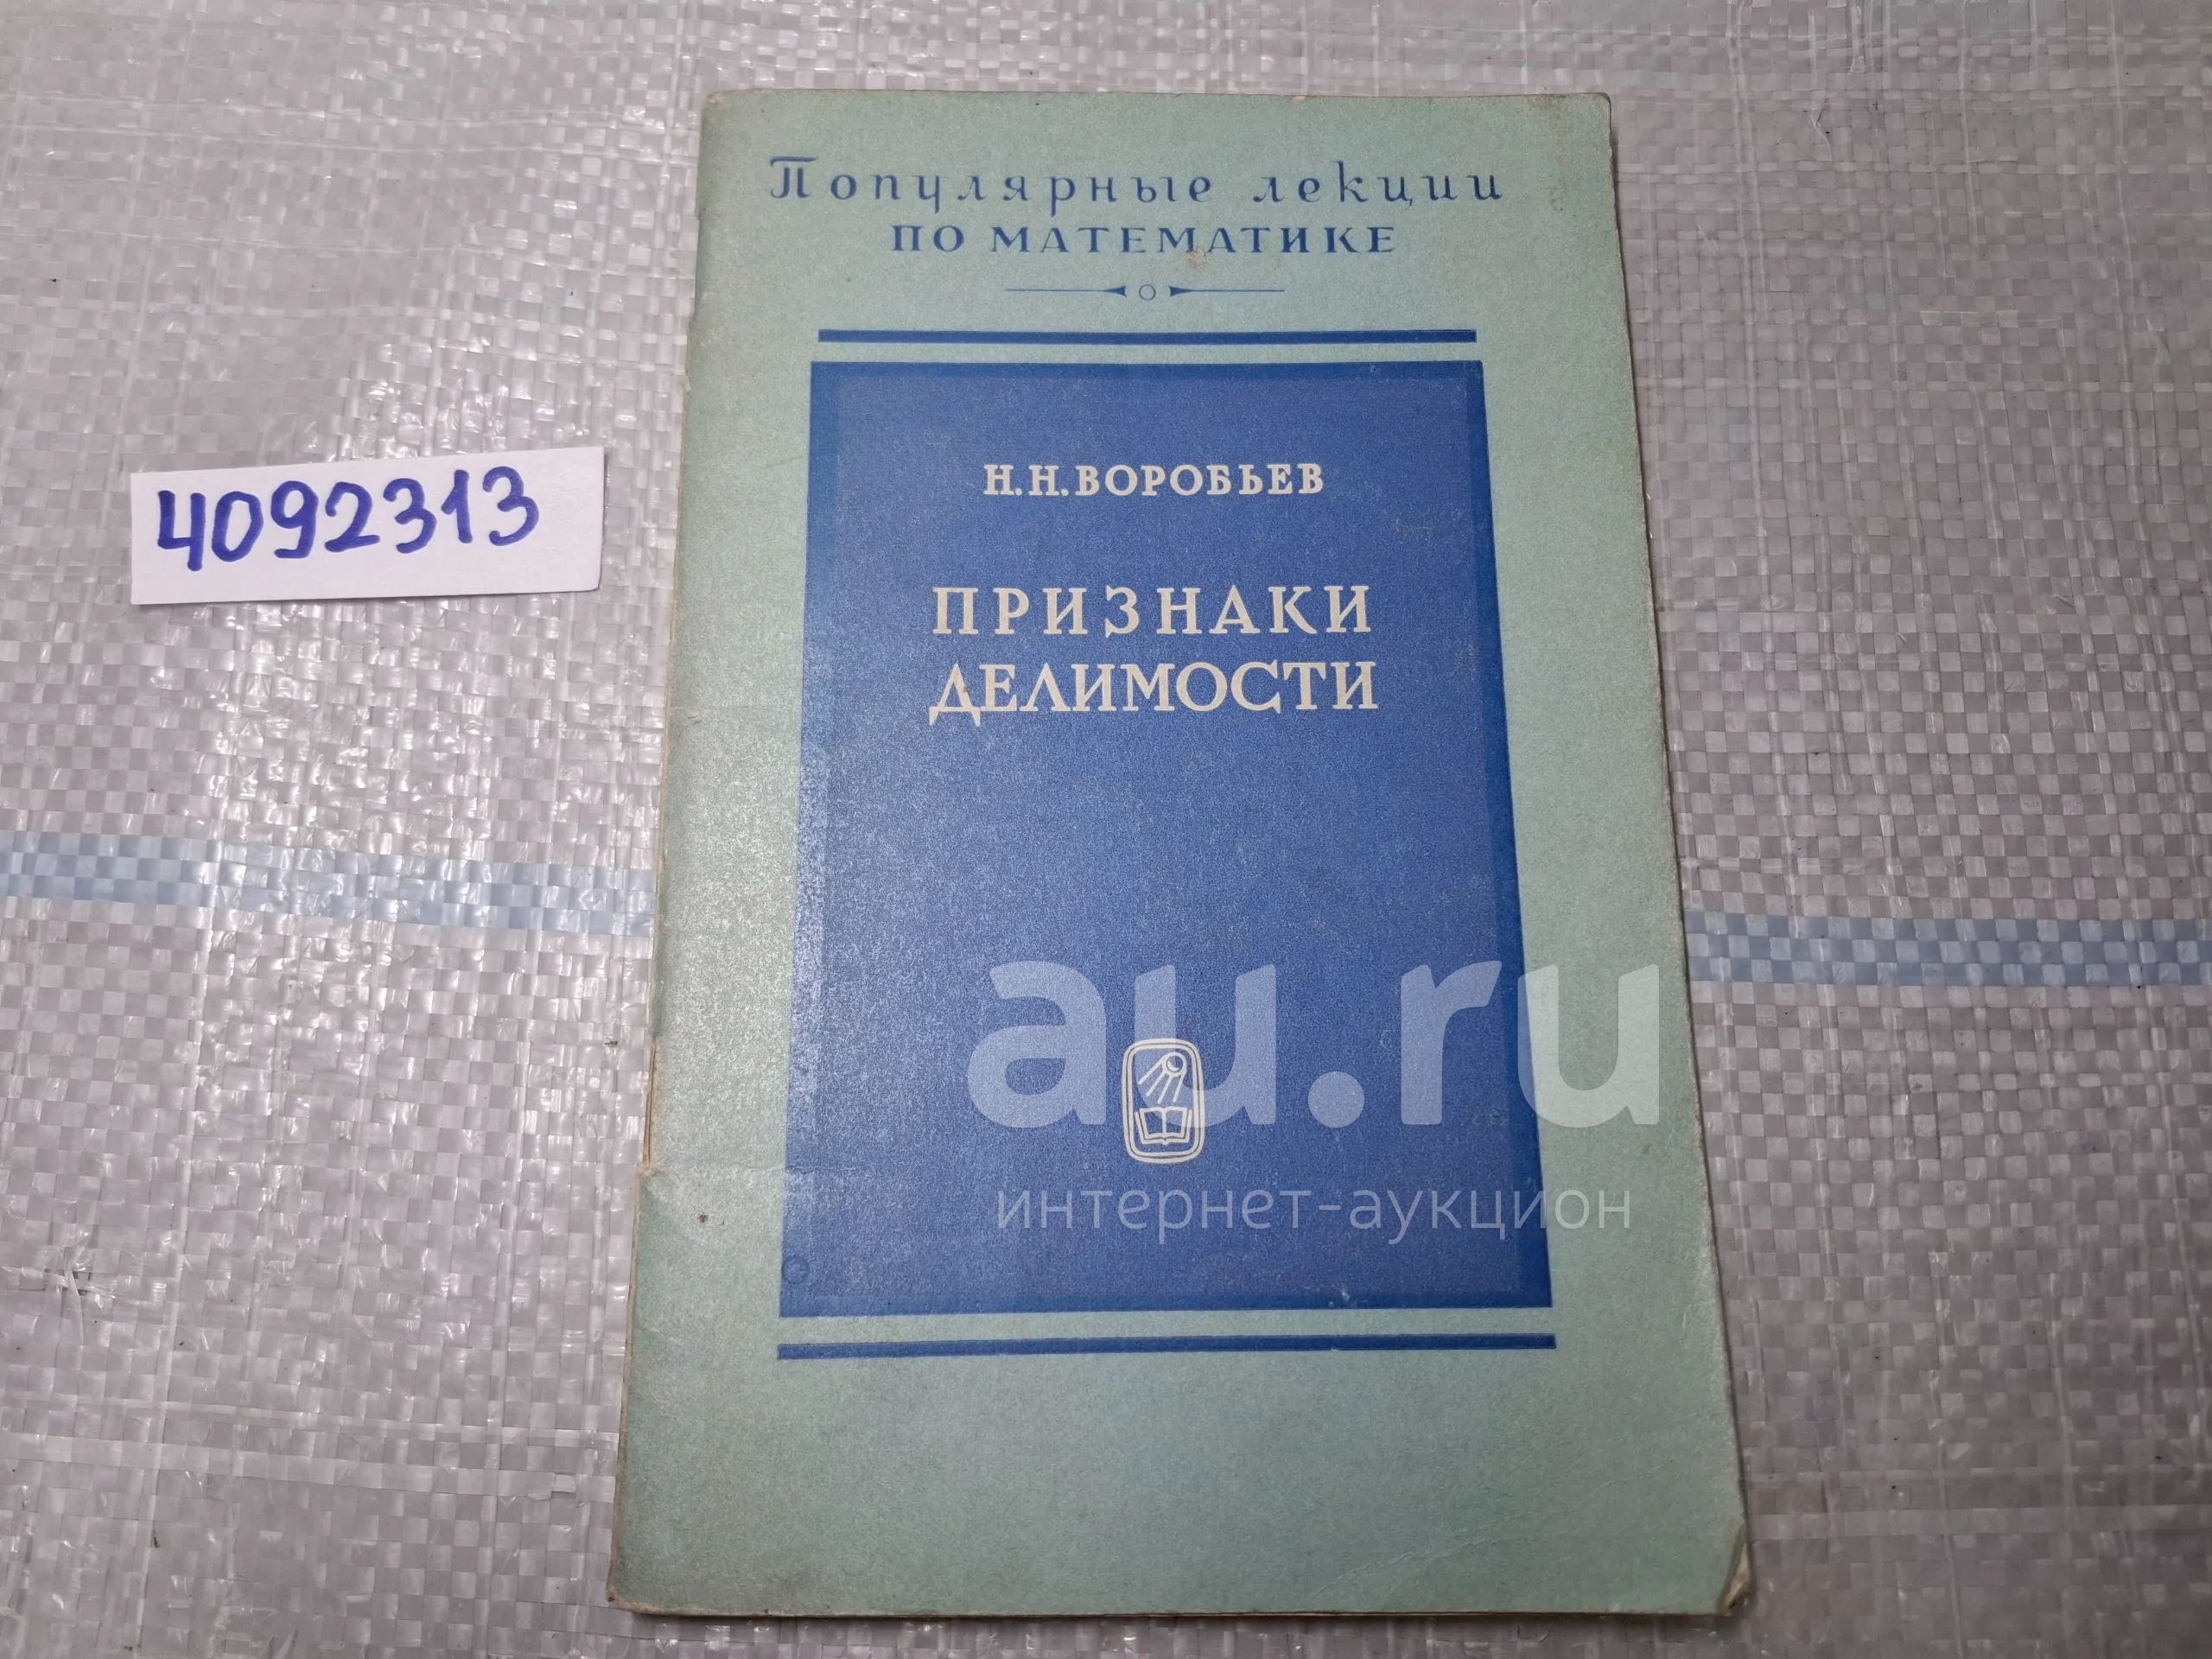 Популярные лекции
ПО МАТЕМАТИКЕ
4092313
Н.Н.ВОРОБЬЕВ
ПРИЗНАКИ
ДЕЛИМОСТИ
au.ru
интернет-аукцион